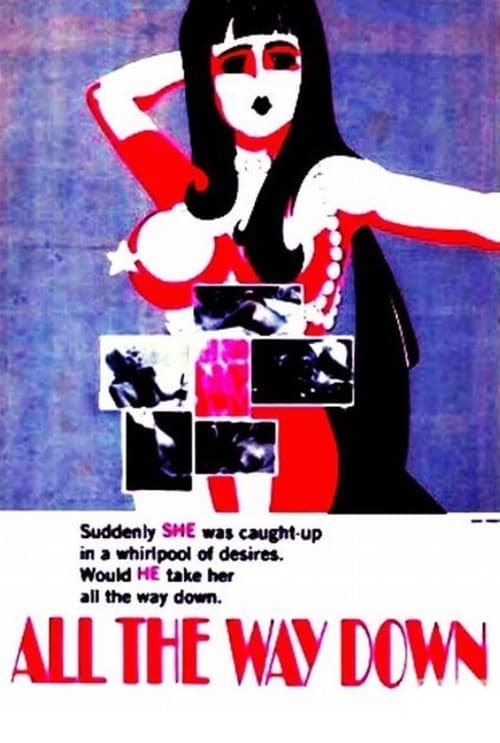 Suddenly SHE was caught-up
in a whirlpool of desires.
Would HE take her
all the way down.
ALL THE WAY DOWN